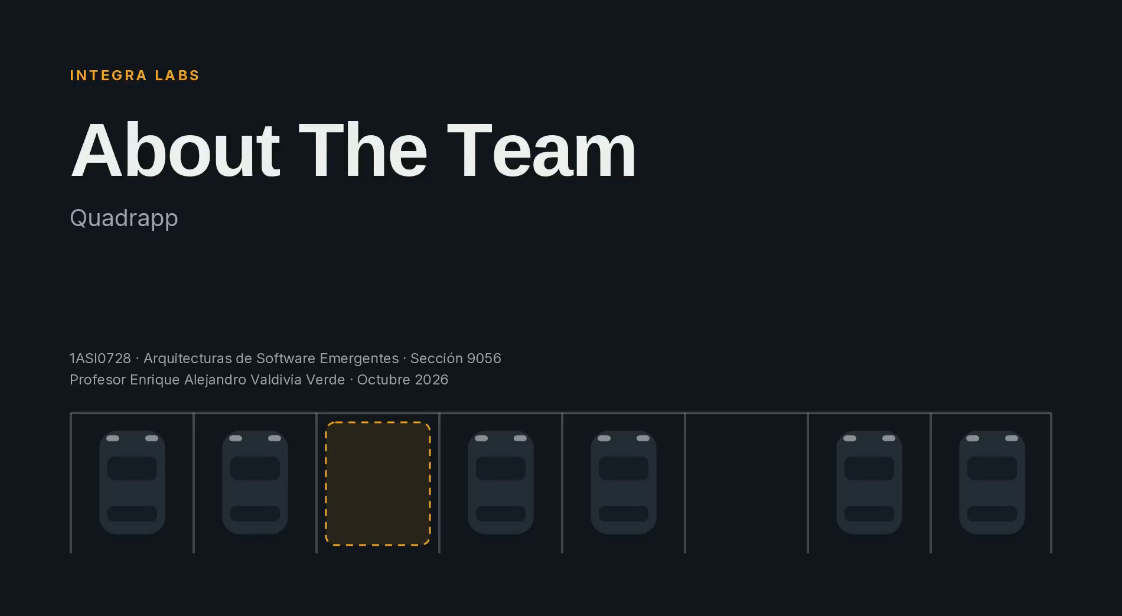 INTEGRA LABS
About The Team
Quadrapp
1ASI0728 · Arquitecturas de Software Emergentes · Sección 9056
Profesor Enrique Alejandro Valdivia Verde · Octubre 2026